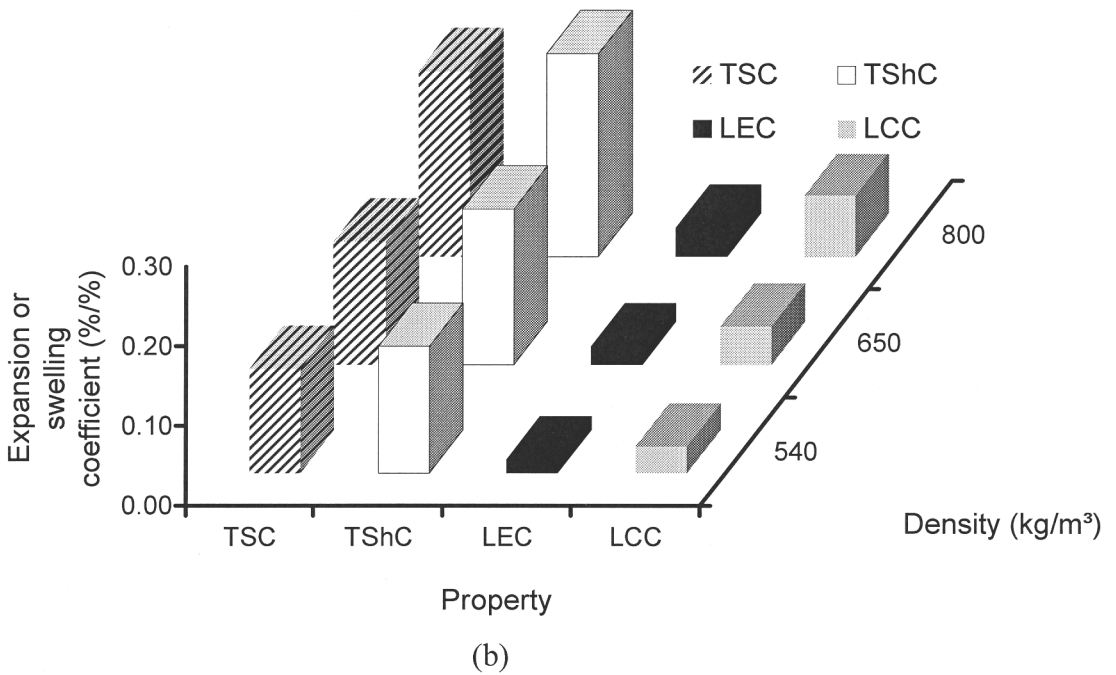 TSC TShC
LEC LCC
800
650
540
0.30
0.20
0.10
0.00
Expansion or
swelling
coefficient (%/%)
TSC TShC LEC LCC
Density (kg/m³)
Property
(b)